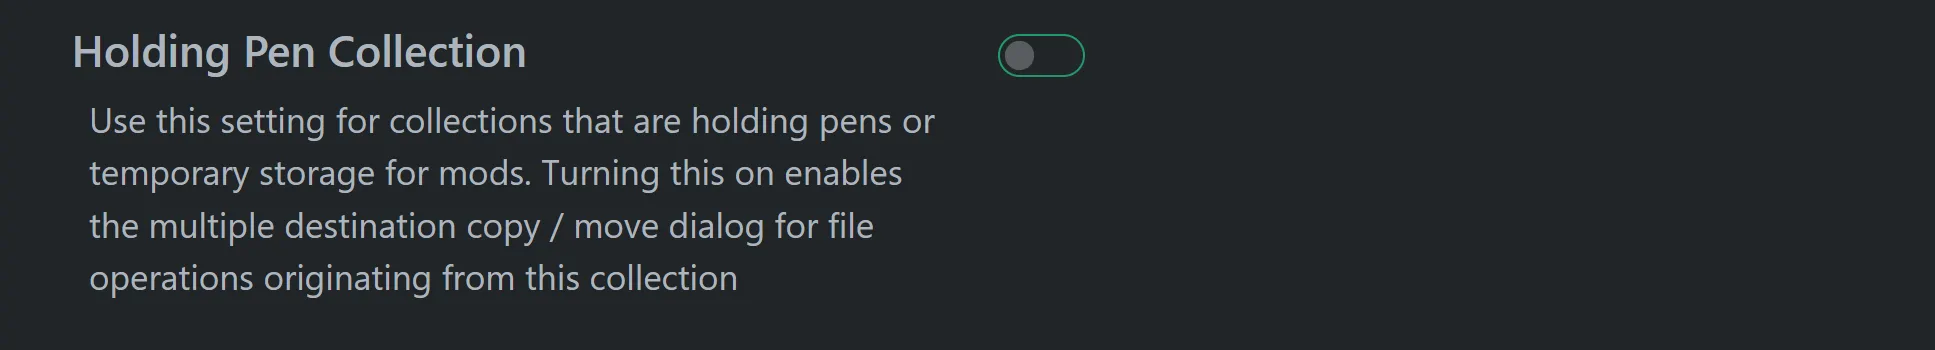 Holding Pen Collection
Use this setting for collections that are holding pens or
temporary storage for mods. Turning this on enables
the multiple destination copy / move dialog for file
operations originating from this collection